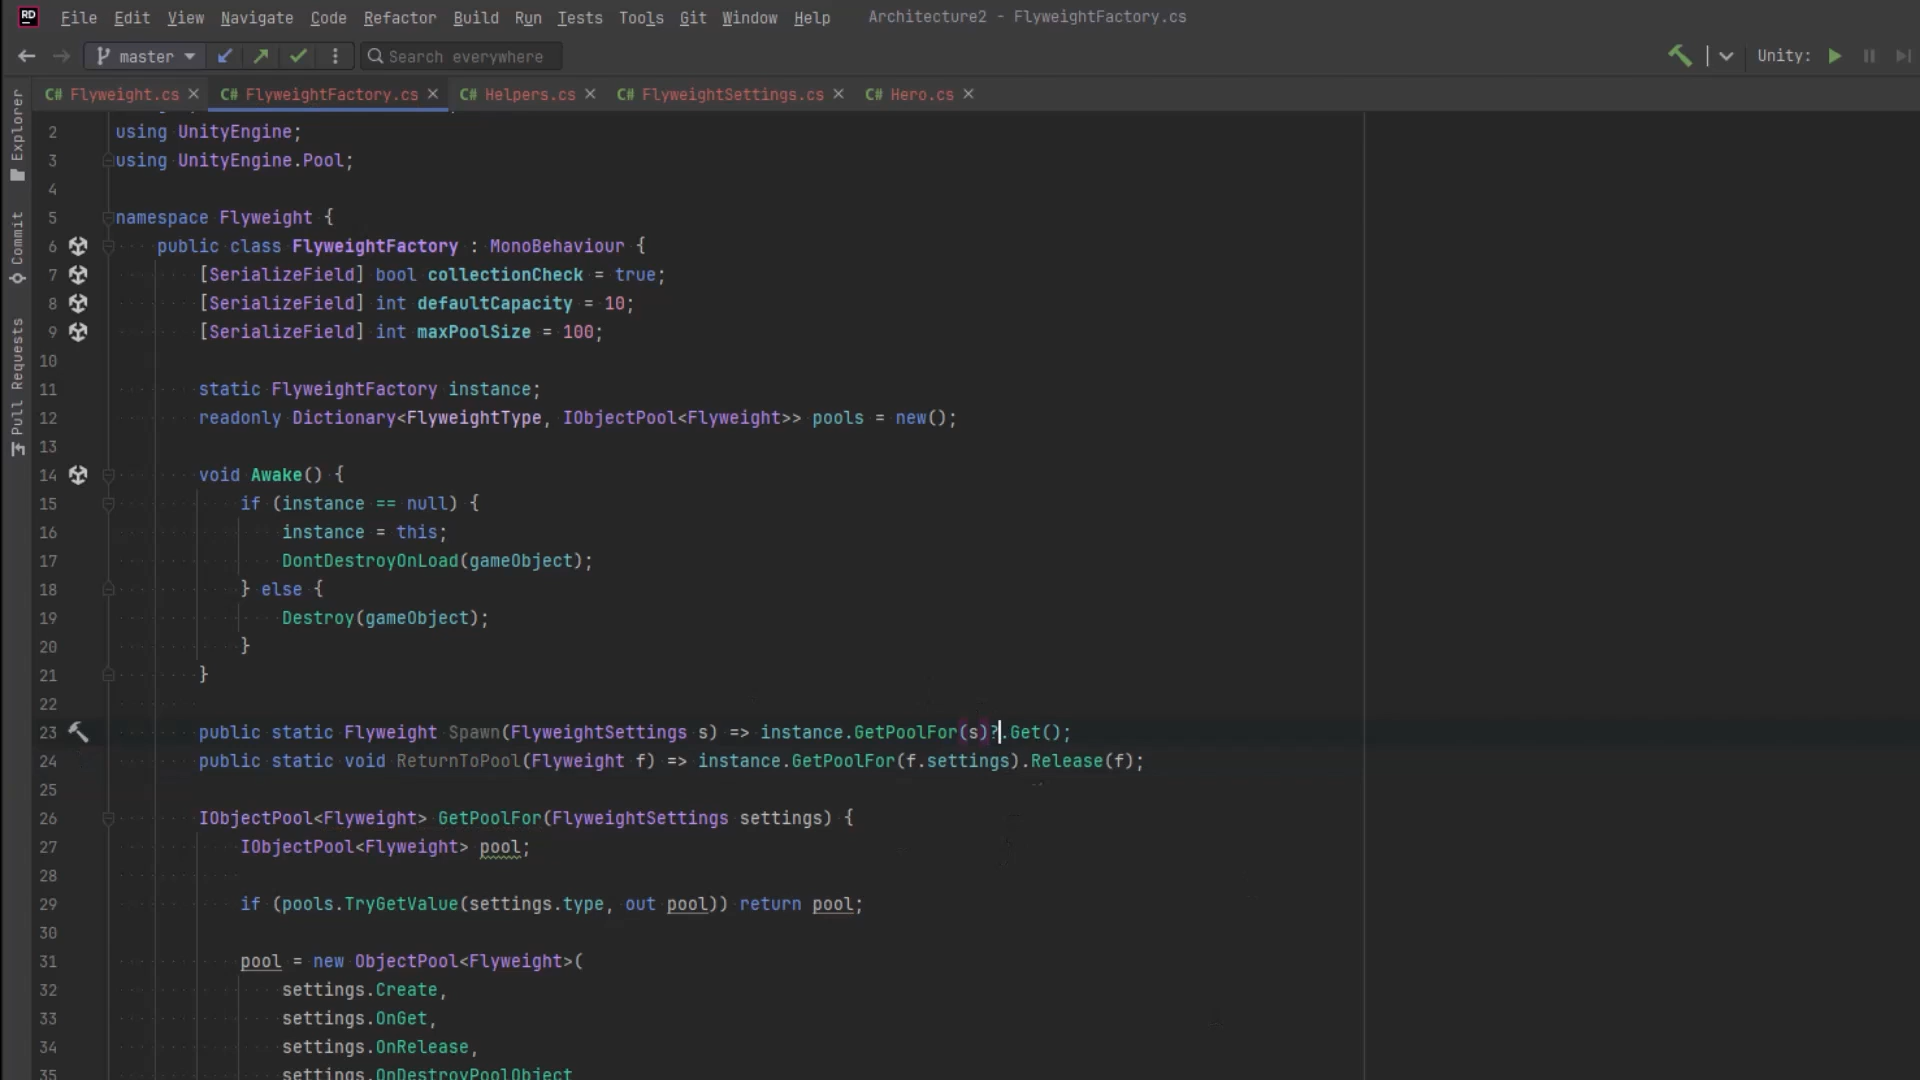 RD File Edit View Navigate Code Refactor Build Run Tests Tools Git Window Help Architecture2 - FlyweightFactory.cs
master Search everywhere Unity:
C# Flyweight.cs C# FlyweightFactory.cs C# Helpers.cs C# FlyweightSettings.cs C# Hero.cs
Explorer
Commit
Pull Requests
2 using UnityEngine;
3 using UnityEngine.Pool;
4
5 namespace Flyweight {
6 public class FlyweightFactory : MonoBehaviour {
7 [SerializeField] bool collectionCheck = true;
8 [SerializeField] int defaultCapacity = 10;
9 [SerializeField] int maxPoolSize = 100;
10
11 static FlyweightFactory instance;
12 readonly Dictionary<FlyweightType, IObjectPool<Flyweight>> pools = new();
13
14 void Awake() {
15 if (instance == null) {
16 instance = this;
17 DontDestroyOnLoad(gameObject);
18 } else {
19 Destroy(gameObject);
20 }
21 }
22
23 public static Flyweight Spawn(FlyweightSettings s) => instance.GetPoolFor(s)?.Get();
24 public static void ReturnToPool(Flyweight f) => instance.GetPoolFor(f.settings).Release(f);
25
26 IObjectPool<Flyweight> GetPoolFor(FlyweightSettings settings) {
27 IObjectPool<Flyweight> pool;
28
29 if (pools.TryGetValue(settings.type, out pool)) return pool;
30
31 pool = new ObjectPool<Flyweight>(
32 settings.Create,
33 settings.OnGet,
34 settings.OnRelease,
35 settings.OnDestroyPoolObject